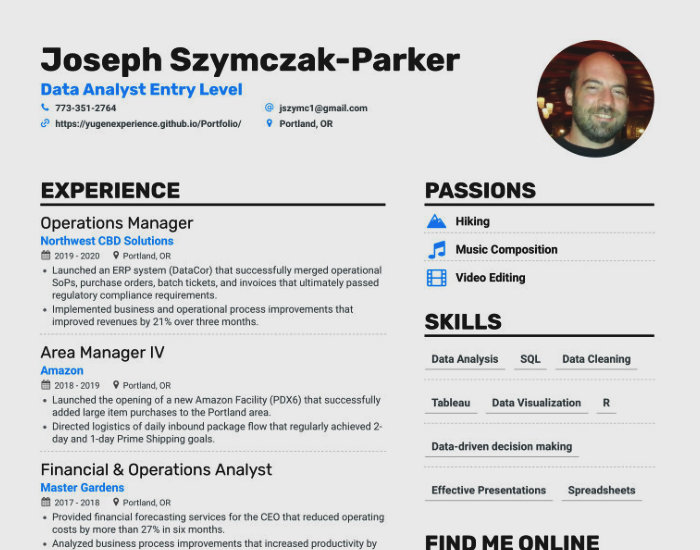 Joseph Szymczak-Parker
Data Analyst Entry Level
773-351-2764
jszymc1@gmail.com
https://yugenexperience.github.io/Portfolio/
Portland, OR
EXPERIENCE
Operations Manager
Northwest CBD Solutions
2019 - 2020 Portland, OR
• Launched an ERP system (DataCor) that successfully merged operational
SoPs, purchase orders, batch tickets, and invoices that ultimately passed
regulatory compliance requirements.
• Implemented business and operational process improvements that
improved revenues by 21% over three months.
Area Manager IV
Amazon
2018 - 2019 Portland, OR
• Launched the opening of a new Amazon Facility (PDX6) that successfully
added large item purchases to the Portland area.
• Directed logistics of daily inbound package flow that regularly achieved 2-
day and 1-day Prime Shipping goals.
Financial & Operations Analyst
Master Gardens
2017 - 2018 Portland, OR
• Provided financial forecasting services for the CEO that reduced operating
costs by more than 27% in six months.
• Analyzed business process improvements that increased productivity by
PASSIONS
Hiking
Music Composition
Video Editing
SKILLS
Data Analysis SQL Data Cleaning
Tableau Data Visualization R
Data-driven decision making
Effective Presentations Spreadsheets
FIND ME ONLINE